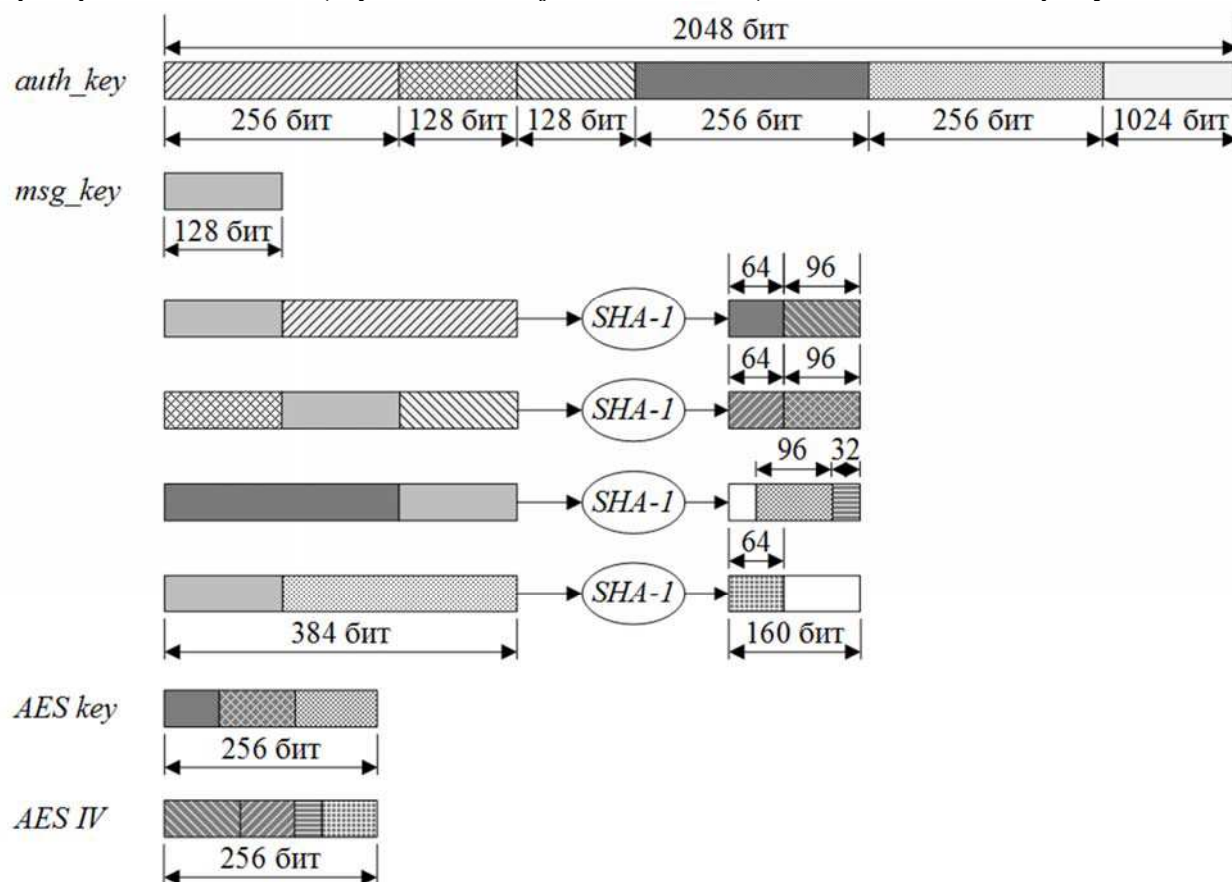 2048 бит
auth_key
256 бит 128 бит 128 бит 256 бит 256 бит 1024 бит
msg_key
128 бит
64 96
SHA-1
64 96
SHA-1
96 32
SHA-1
64
SHA-1
384 бит 160 бит
AES key
256 бит
AES IV
256 бит